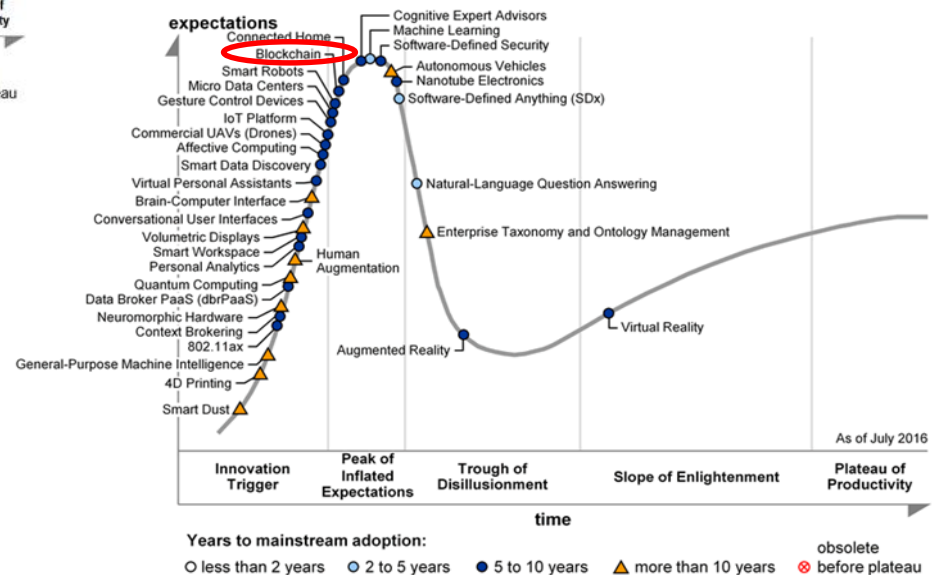 expectations
Connected Home
Blockchain
Smart Robots
Micro Data Centers
Gesture Control Devices
IoT Platform
Commercial UAVs (Drones)
Affective Computing
Smart Data Discovery
Virtual Personal Assistants
Brain-Computer Interface
Conversational User Interfaces
Volumetric Displays
Smart Workspace
Personal Analytics
Quantum Computing
Data Broker PaaS (dbrPaaS)
Neuromorphic Hardware
Context Brokering
802.11ax
General-Purpose Machine Intelligence
4D Printing
Smart Dust
Human
Augmentation
Cognitive Expert Advisors
Machine Learning
Software-Defined Security
Autonomous Vehicles
Nanotube Electronics
Software-Defined Anything (SDx)
Natural-Language Question Answering
Enterprise Taxonomy and Ontology Management
Augmented Reality
Virtual Reality
As of July 2016
Innovation
Trigger
Peak of
Inflated
Expectations
Trough of
Disillusionment
Slope of Enlightenment
Plateau of
Productivity
time
Years to mainstream adoption:
less than 2 years
2 to 5 years
5 to 10 years
more than 10 years
obsolete
before plateau